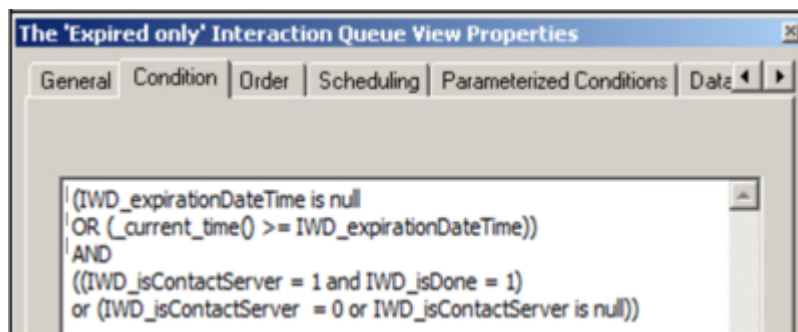 The 'Expired only' Interaction Queue View Properties
General Condition Order Scheduling Parameterized Conditions Data
(IWD_expirationDateTime is null
OR (_current_time() >= IWD_expirationDateTime))
AND
((IWD_isContactServer = 1 and IWD_isDone = 1)
or (IWD_isContactServer = 0 or IWD_isContactServer is null))